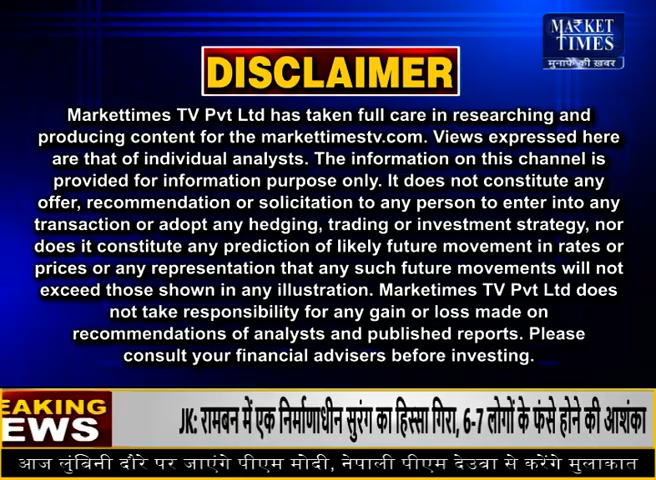 MARKET
TIMES
मुनाफे की ख़बर
DISCLAIMER
Markettimes TV Pvt Ltd has taken full care in researching and
producing content for the markettimestv.com. Views expressed here
are that of individual analysts. The information on this channel is
provided for information purpose only. It does not constitute any
offer, recommendation or solicitation to any person to enter into any
transaction or adopt any hedging, trading or investment strategy, nor
does it constitute any prediction of likely future movement in rates or
prices or any representation that any such future movements will not
exceed those shown in any illustration. Marketimes TV Pvt Ltd does
not take responsibility for any gain or loss made on
recommendations of analysts and published reports. Please
consult your financial advisers before investing.
EAKING
EWS
JK: रामबन में एक निर्माणाधीन सुरंग का हिस्सा गिरा, 6-7 लोगों के फंसे होने की आशंका
आज लुंबिनी दौरे पर जाएंगे पीएम मोदी, नेपाली पीएम देउबा से करेंगे मुलाकात